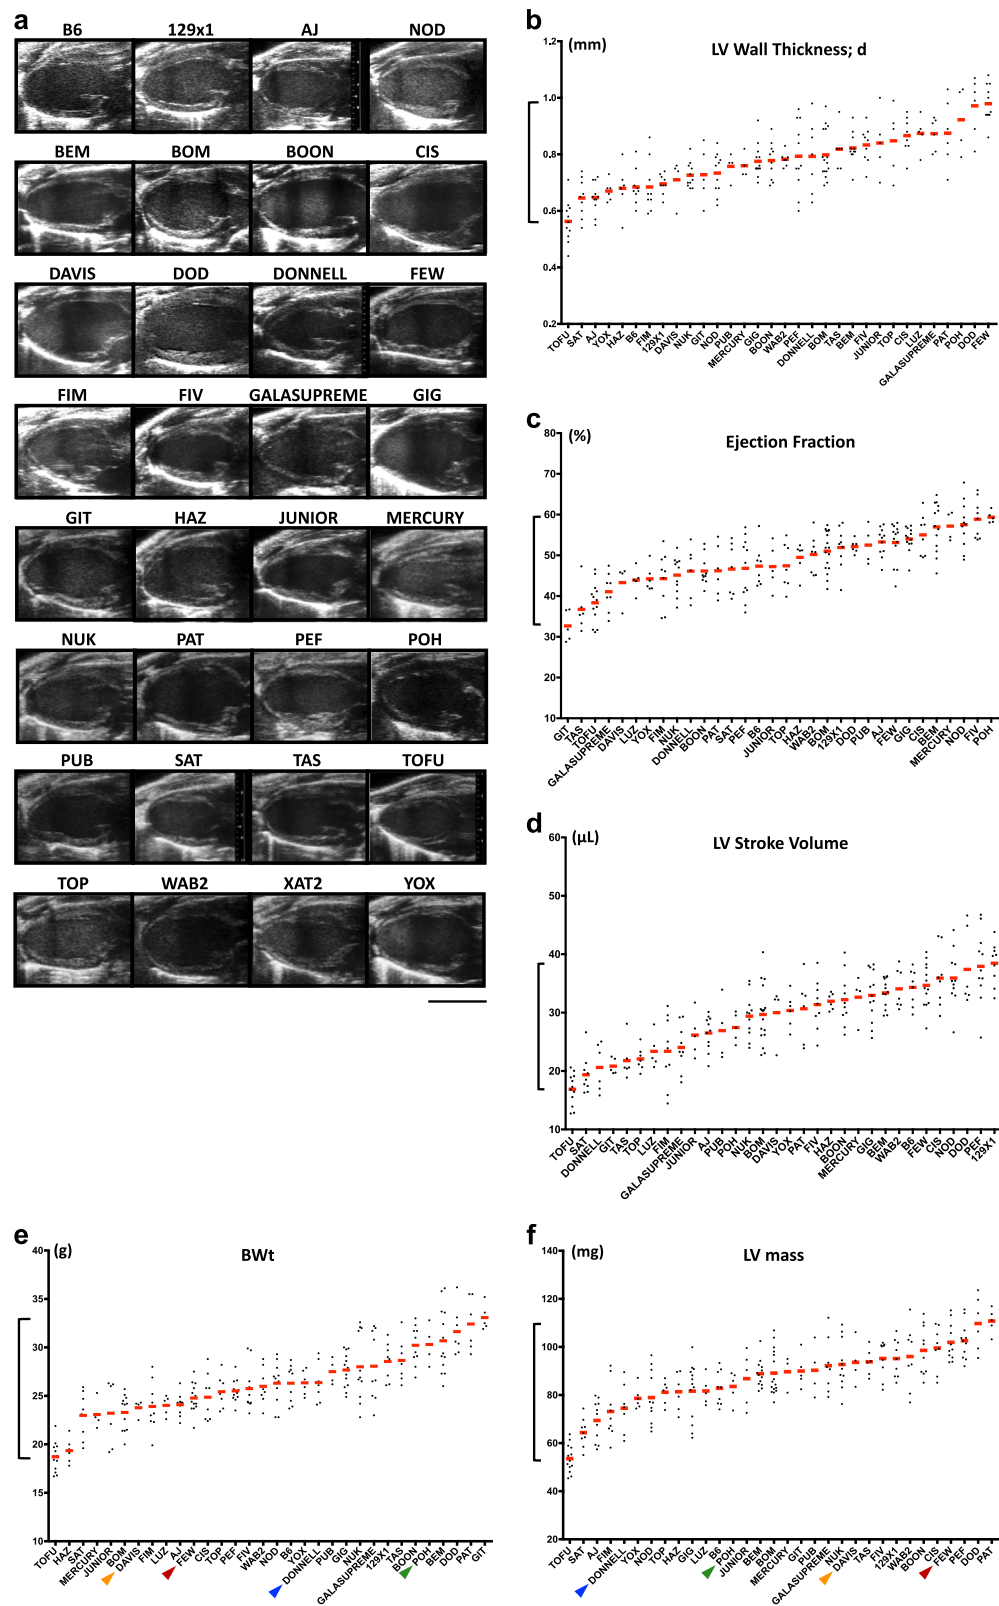 a
B6 129x1 AJ NOD
BEM BOM BOON CIS
DAVIS DOD DONNELL FEW
FIM FIV GALASUPREME GIG
GIT HAZ JUNIOR MERCURY
NUK PAT PEF POH
PUB SAT TAS TOFU
TOP WAB2 XAT2 YOX
b
(mm)
LV Wall Thickness; d
1.2
1.0
0.8
0.6
0.4
0.2
TOFU SAT AJ YOX HAZ B6 FIM 129X1 DAVIS NUK GIT NOD PUB MERCURY GIG BOON WAB2 PEF DONNELL BOM TAS BEM FIV JUNIOR TOP CIS LUZ GALASUPREME PAT POH DOD FEW
c
(%)
Ejection Fraction
80
70
60
50
40
30
20
10
GIT TAS TOFU GALASUPREME DAVIS LUZ YOX FIM NUK DONNELL BOON PAT SAT PEF B6 JUNIOR TOP HAZ WAB2 BOM 129X1 DOD PUB AJ FEW GIG CIS BEM MERCURY NOD FIV POH
d
(µL)
LV Stroke Volume
60
50
40
30
20
10
TOFU SAT DONNELL GIT TAS TOP LUZ FIM GALASUPREME JUNIOR AJ PUB POH NUK BOM DAVIS YOX PAT FIV HAZ BOON MERCURY GIG BEM WAB2 B6 FEW CIS NOD DOD PEF 129X1
e
(g)
BWt
40
35
30
25
20
15
10
TOFU HAZ SAT MERCURY JUNIOR BOM DAVIS FIM LUZ AJ FEW CIS TOP PEF FIV WAB2 NOD B6 YOX DONNELL PUB GIG NUK GALASUPREME 129X1 TAS BOON POH BEM DOD PAT GIT
f
(mg)
LV mass
140
120
100
80
60
40
20
TOFU SAT AJ FIM DONNELL YOX NOD TOP HAZ GIG LUZ B6 POH JUNIOR BEM BOM MERCURY GIT PUB GALASUPREME NUK DAVIS TAS FIV 129X1 WAB2 BOON CIS FEW PEF DOD PAT